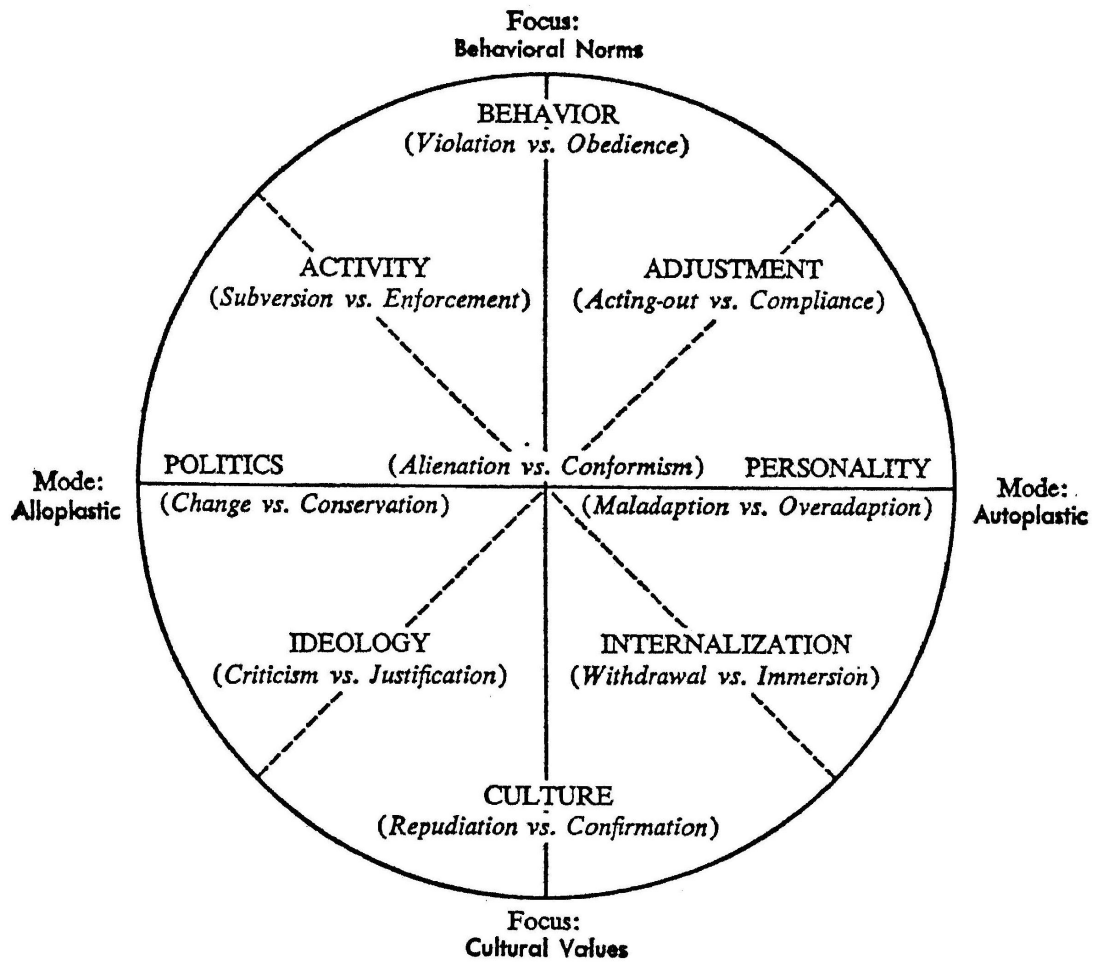 Focus:
Behavioral Norms
BEHAVIOR
(Violation vs. Obedience)
ACTIVITY
(Subversion vs. Enforcement)
ADJUSTMENT
(Acting-out vs. Compliance)
POLITICS
(Alienation vs. Conformism)
PERSONALITY
Mode:
Alloplastic
(Change vs. Conservation)
(Maladaption vs. Overadaption)
Mode:
Autoplastic
IDEOLOGY
(Criticism vs. Justification)
INTERNALIZATION
(Withdrawal vs. Immersion)
CULTURE
(Repudiation vs. Confirmation)
Focus:
Cultural Values